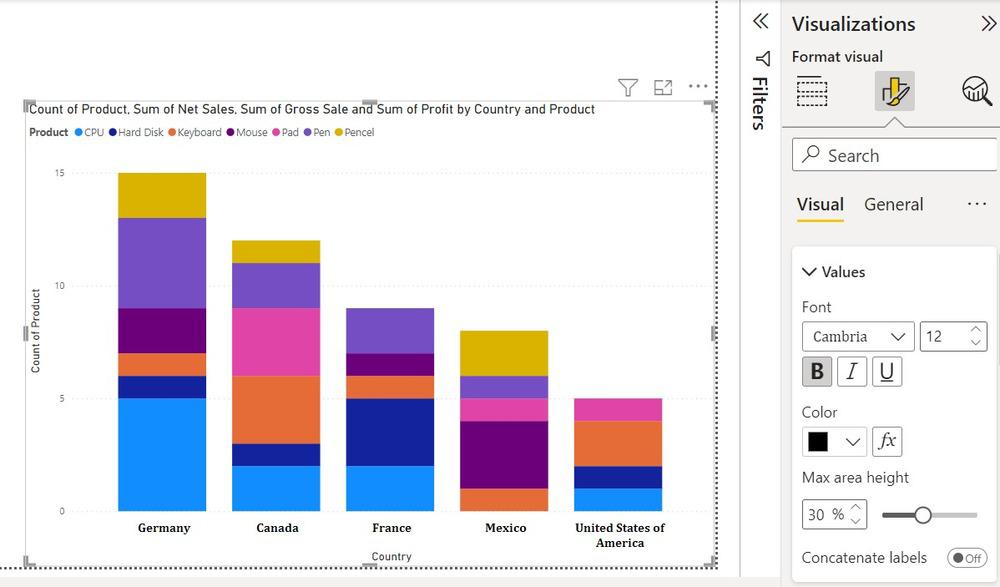 Count of Product, Sum of Net Sales, Sum of Gross Sale and Sum of Profit by Country and Product
Product CPU Hard Disk Keyboard Mouse Pad Pen Pencel
15
10
5
0
Count of Product
Germany Canada France Mexico United States of America
Country
Filters
Visualizations
Format visual
Search
Visual General
Values
Font
Cambria 12
B I U
Color
fx
Max area height
30 %
Concatenate labels Off